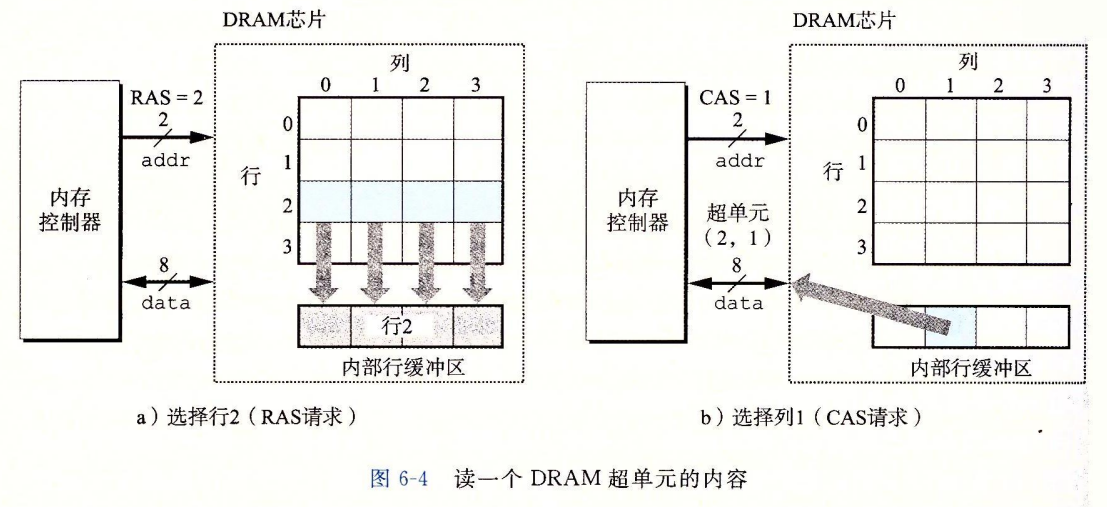 DRAM芯片
列
0 1 2 3
RAS = 2
2
addr
0
1
行
2
3
内存
控制器
8
data
行2
内部行缓冲区
a）选择行2（RAS请求）
DRAM芯片
列
0 1 2 3
CAS = 1
2
addr
0
1
行
2
3
内存
控制器
超单元
（2，1）
8
data
内部行缓冲区
b）选择列1（CAS请求）
图 6-4 读一个 DRAM 超单元的内容